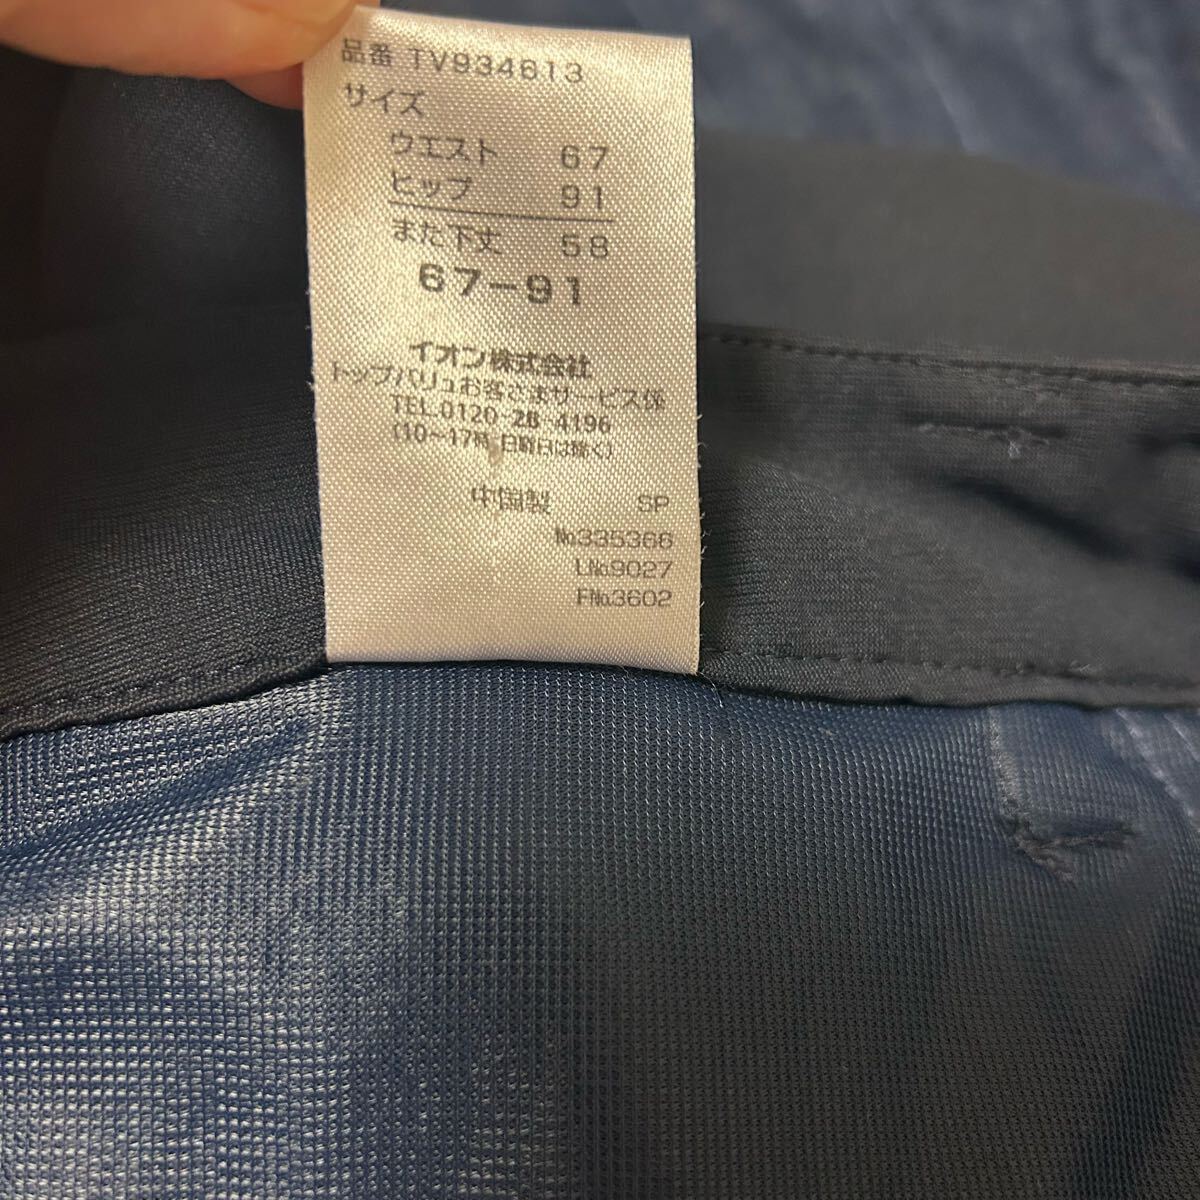 品番 TV934613
サイズ
ウエスト 67
ヒップ 91
また下丈 58
67-91
イオン株式会社
トップバリュお客さまサービス係
TEL.0120-28-4196
(10~17時 日曜日は除く)
中国製 SP
№335366
L№9027
F№3602